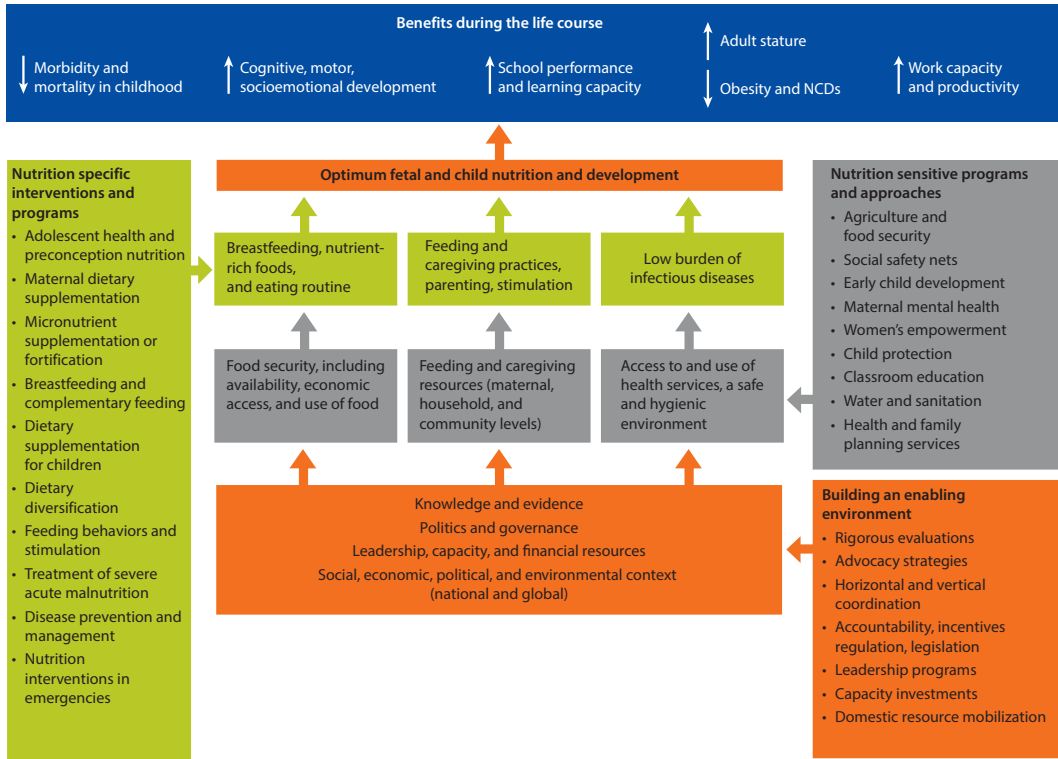 Benefits during the life course
Morbidity and
mortality in childhood
Cognitive, motor,
socioemotional development
School performance
and learning capacity
Adult stature
Obesity and NCDs
Work capacity
and productivity
Nutrition specific
interventions and
programs
• Adolescent health and
preconception nutrition
• Maternal dietary
supplementation
• Micronutrient
supplementation or
fortification
• Breastfeeding and
complementary feeding
• Dietary
supplementation
for children
• Dietary
diversification
• Feeding behaviors and
stimulation
• Treatment of severe
acute malnutrition
• Disease prevention and
management
• Nutrition
interventions in
emergencies
Optimum fetal and child nutrition and development
Breastfeeding, nutrient-
rich foods,
and eating routine
Feeding and
caregiving practices,
parenting, stimulation
Low burden of
infectious diseases
Food security, including
availability, economic
access, and use of food
Feeding and caregiving
resources (maternal,
household, and
community levels)
Access to and use of
health services, a safe
and hygienic
environment
Knowledge and evidence
Politics and governance
Leadership, capacity, and financial resources
Social, economic, political, and environmental context
(national and global)
Nutrition sensitive programs
and approaches
• Agriculture and
food security
• Social safety nets
• Early child development
• Maternal mental health
• Women’s empowerment
• Child protection
• Classroom education
• Water and sanitation
• Health and family
planning services
Building an enabling
environment
• Rigorous evaluations
• Advocacy strategies
• Horizontal and vertical
coordination
• Accountability, incentives
regulation, legislation
• Leadership programs
• Capacity investments
• Domestic resource mobilization